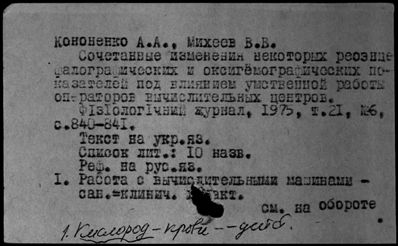 Кононенко А.А., Михеев В.В.
Сочетанные изменения некоторых реоэнце
фалографических и оксигемографических по-
казателей под влиянием умственной работы
операторов вычислительных центров.
Фізіологічний журнал, 1975, т.21, №6,
с.840-841.
Текст на укр.яз.
Список лит.: 10 назв.
Реф. на рус.яз.
I. Работа с вычислительными машинами -
сан.=клинич.
см. на обороте
1. Кислород - крови --